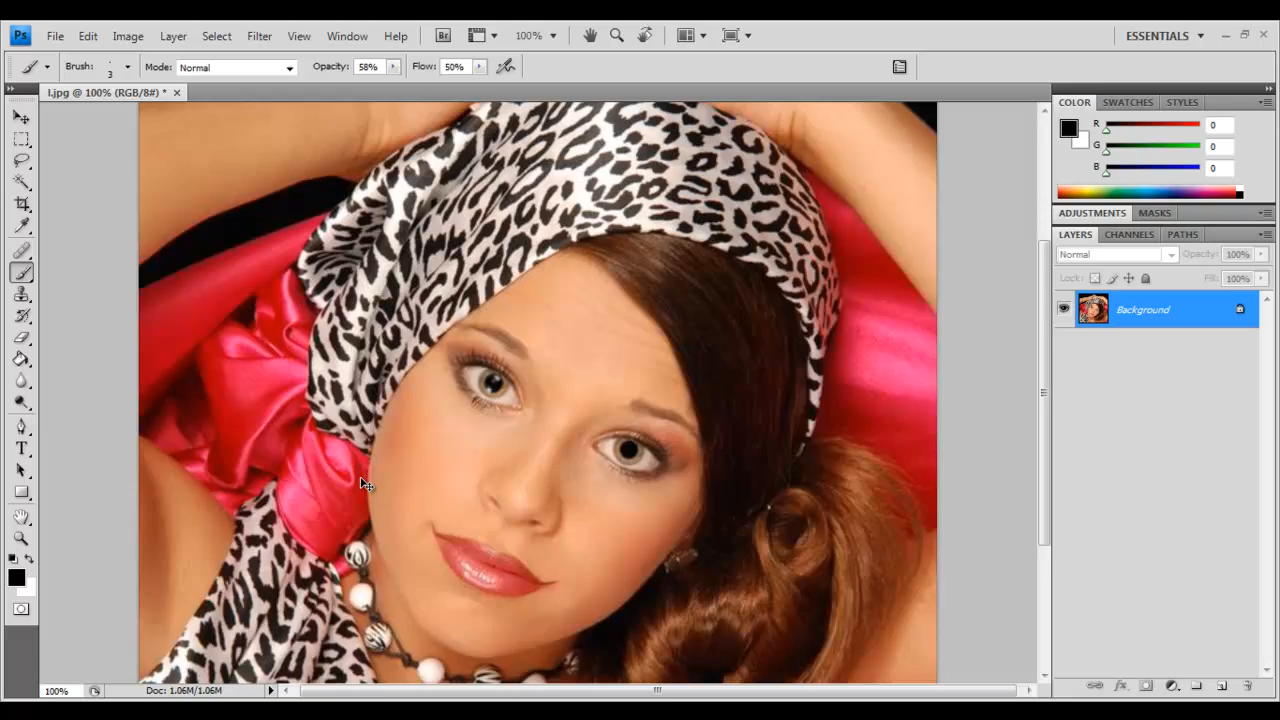 Ps File Edit Image Layer Select Filter View Window Help Br 100% ESSENTIALS
Brush: 3 Mode: Normal Opacity: 58% Flow: 50%
l.jpg @ 100% (RGB/8#) *
COLOR SWATCHES STYLES
R 0
G 0
B 0
ADJUSTMENTS MASKS
LAYERS CHANNELS PATHS
Normal Opacity: 100%
Lock: Fill: 100%
Background
T
100% Doc: 1.06M/1.06M
fx